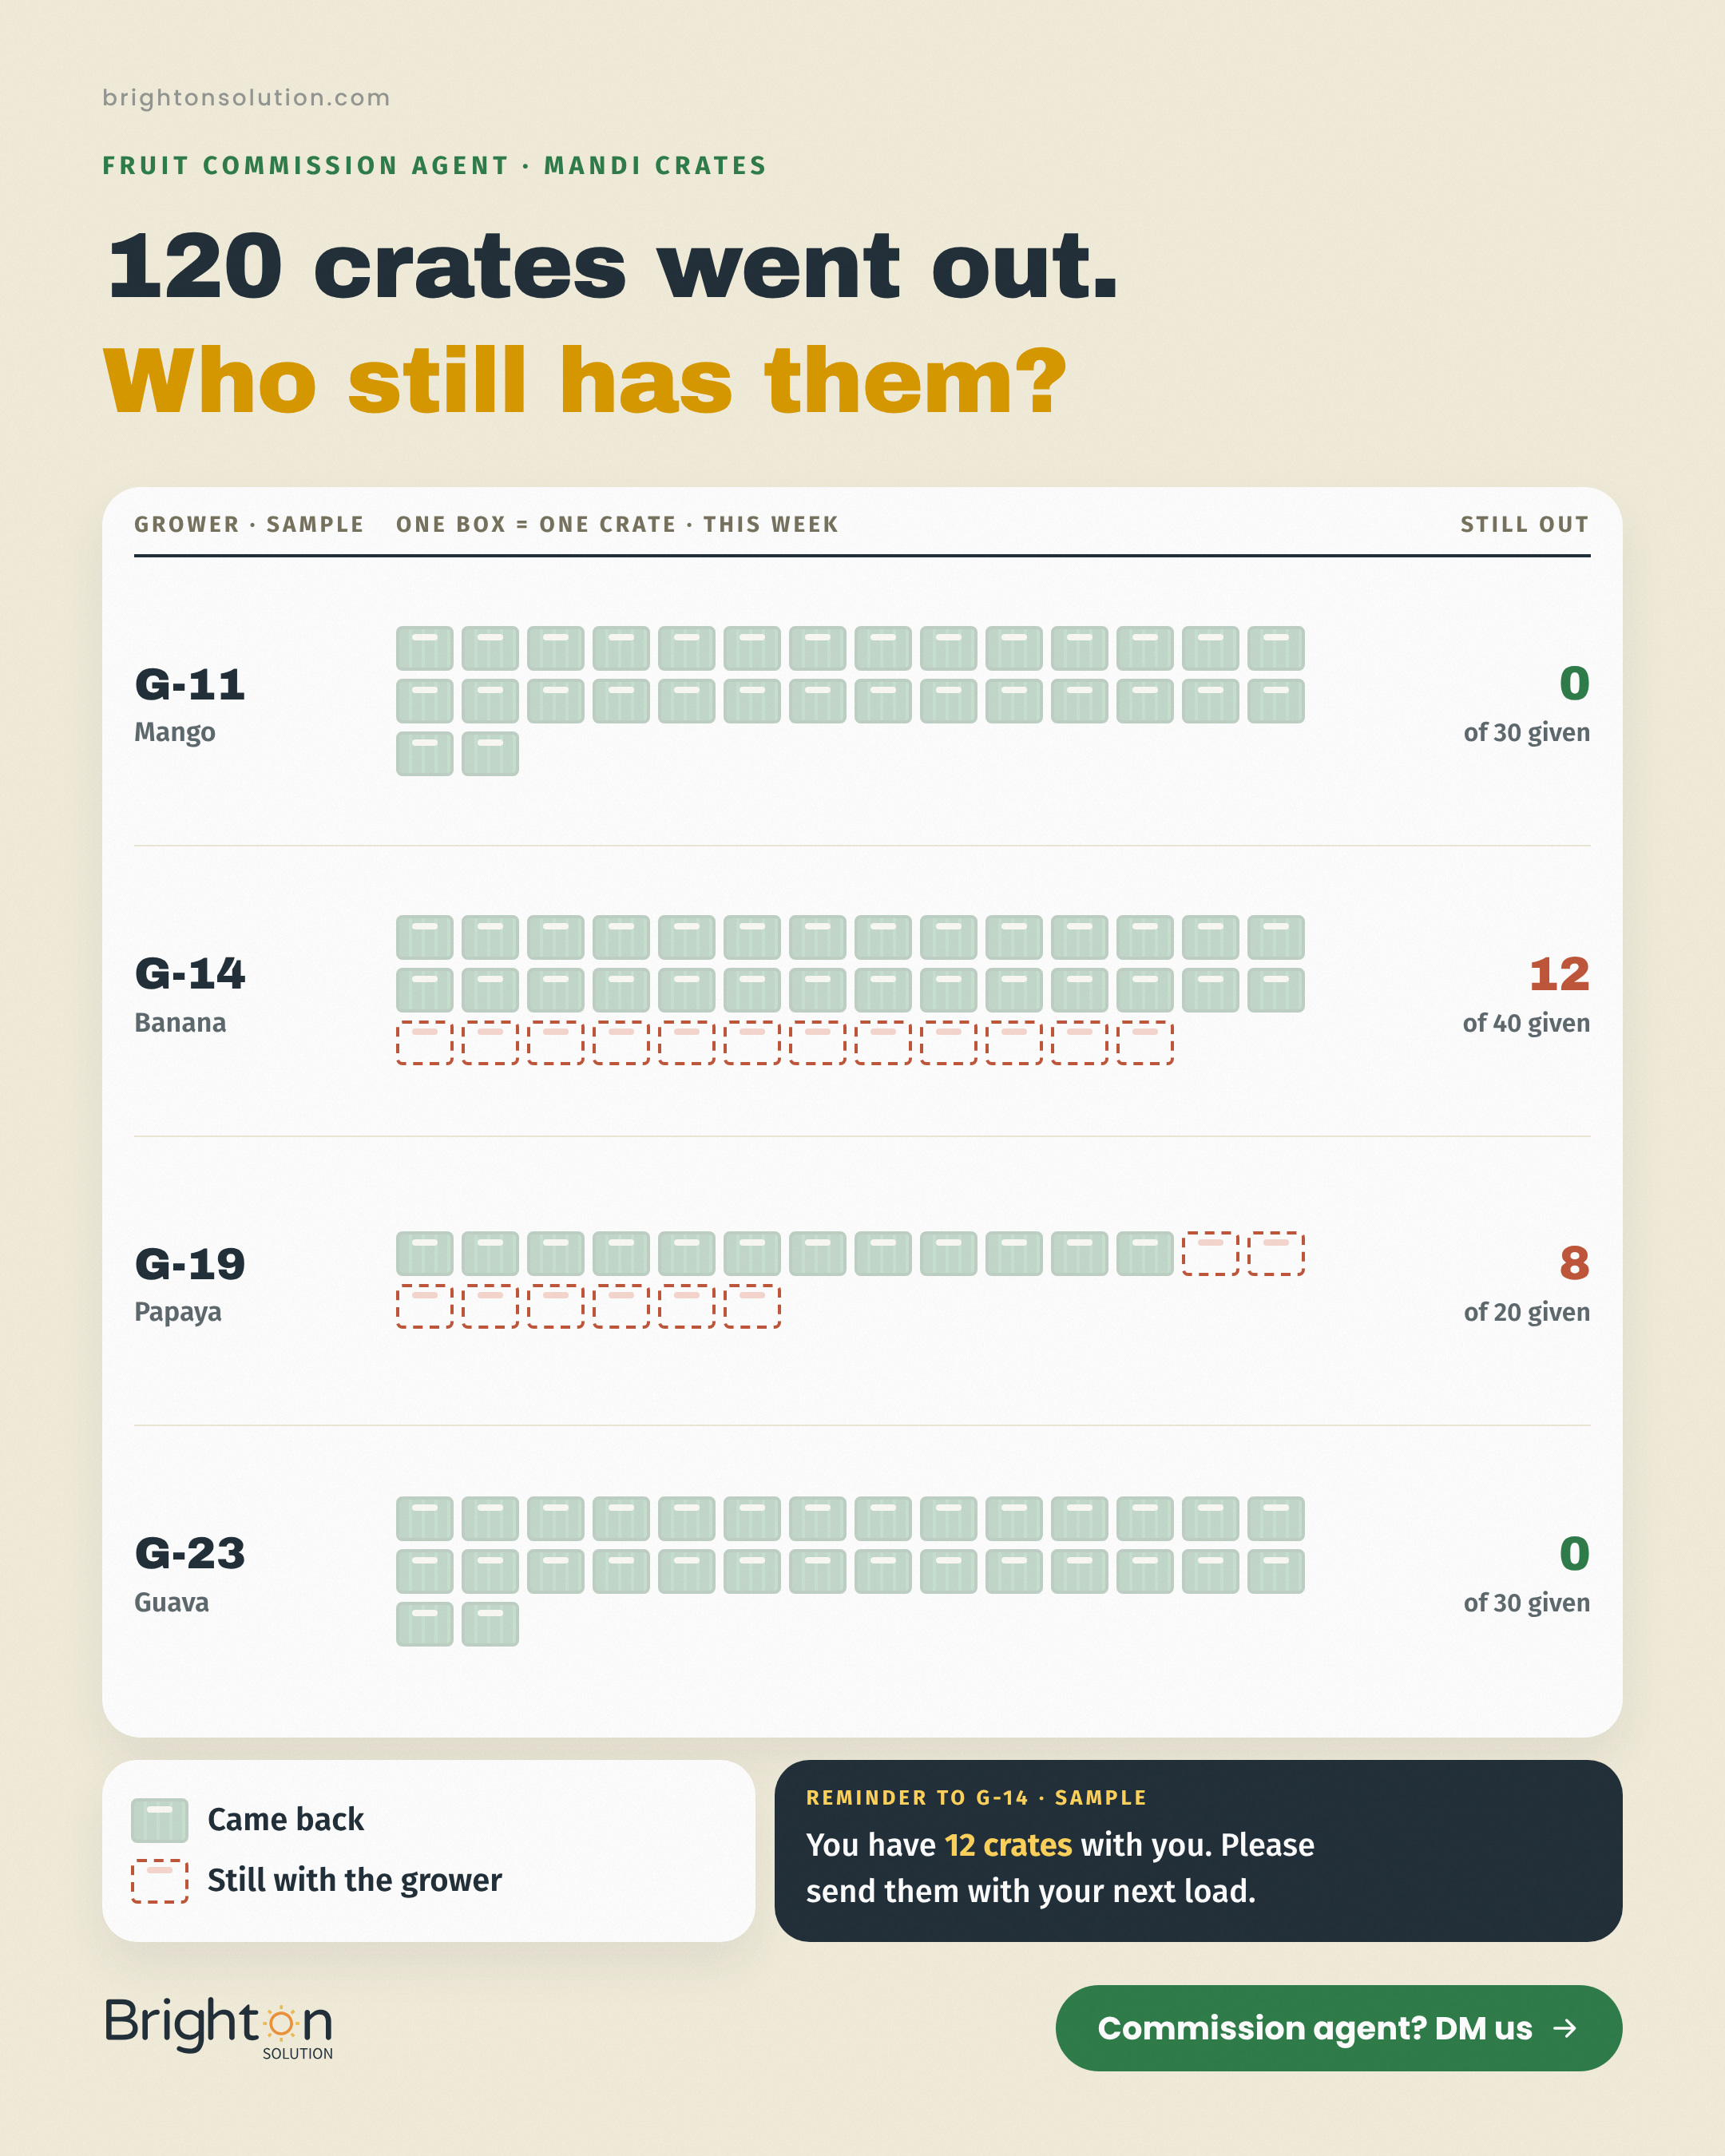 brightonsolution.com
FRUIT COMMISSION AGENT · MANDI CRATES
120 crates went out.
Who still has them?
GROWER · SAMPLE ONE BOX = ONE CRATE · THIS WEEK STILL OUT
G-11
Mango
0
of 30 given
G-14
Banana
12
of 40 given
G-19
Papaya
8
of 20 given
G-23
Guava
0
of 30 given
Came back
Still with the grower
REMINDER TO G-14 · SAMPLE
You have 12 crates with you. Please
send them with your next load.
Brighton
SOLUTION
Commission agent? DM us →